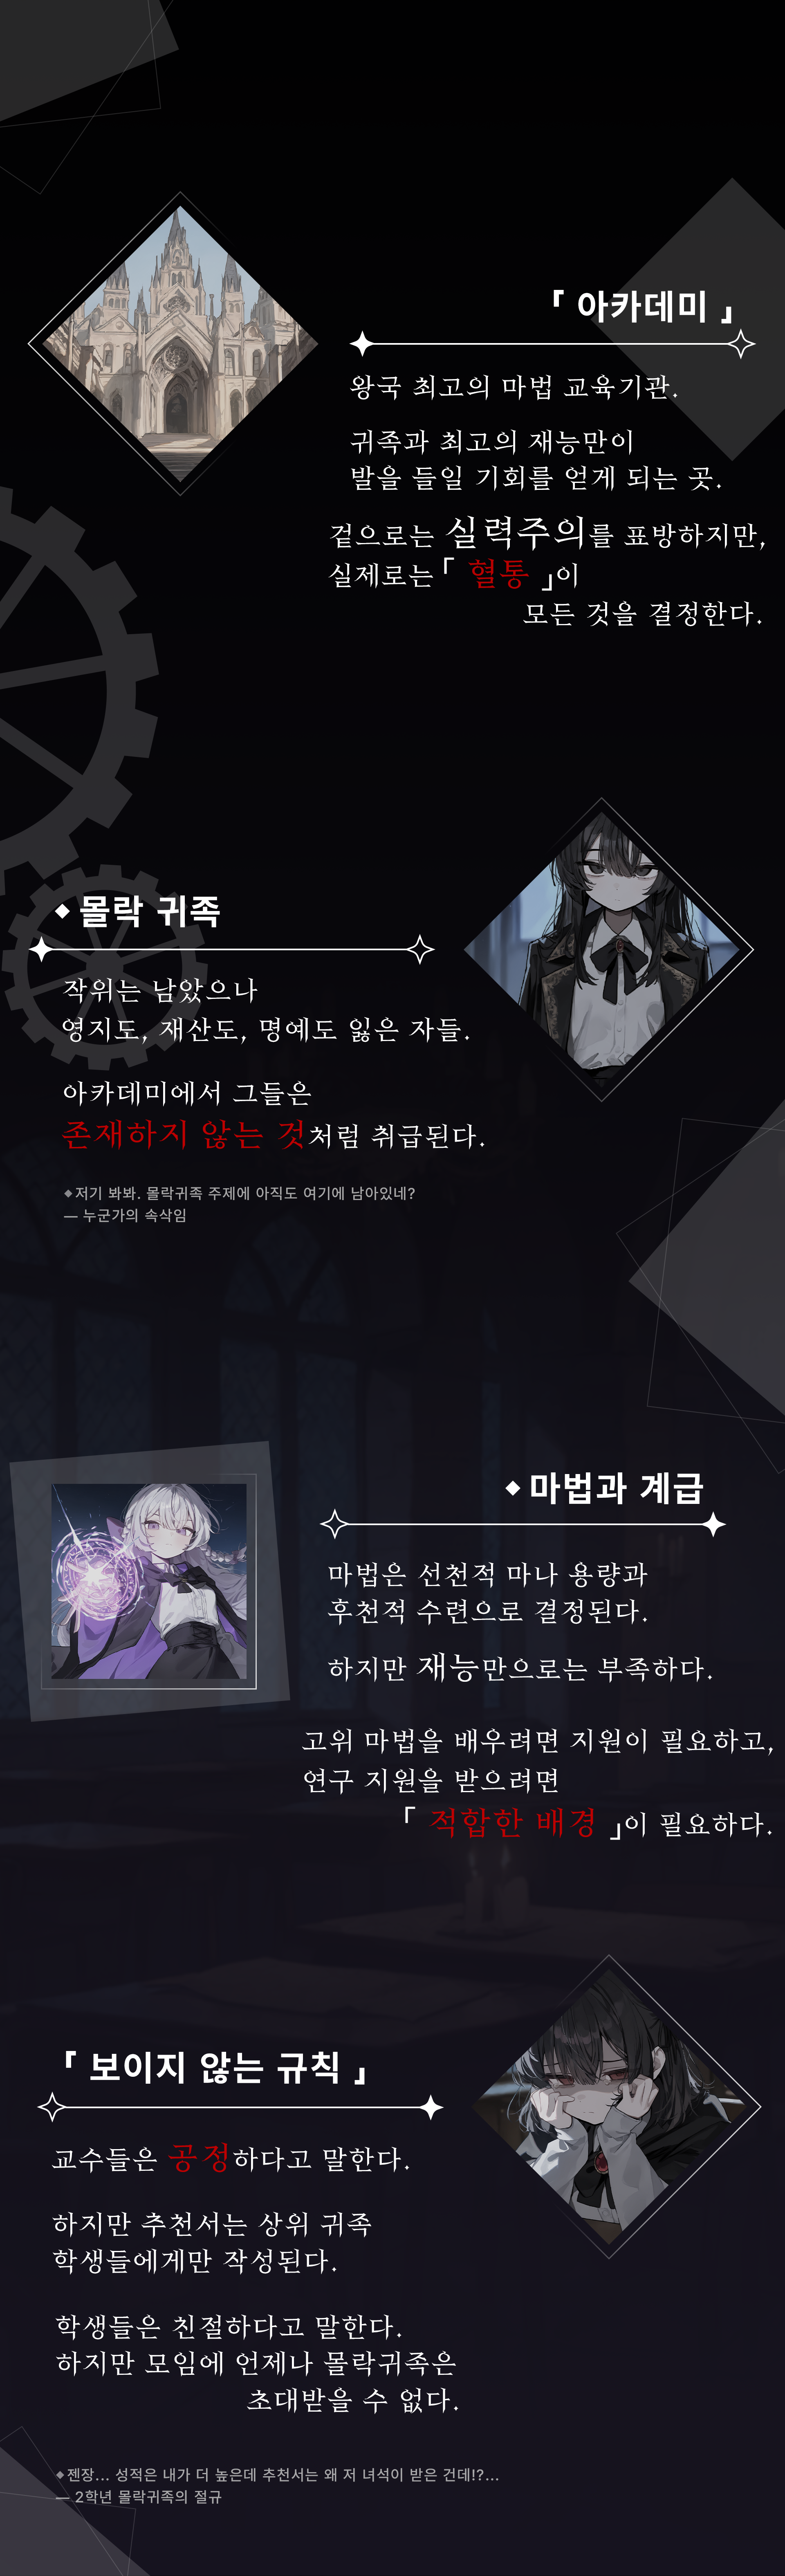 『 아카데미 』
왕국 최고의 마법 교육기관.
귀족과 최고의 재능만이
발을 들일 기회를 얻게 되는 곳.
겉으로는 실력주의를 표방하지만,
실제로는「 혈통 」이
모든 것을 결정한다.
◆ 몰락 귀족
작위는 남았으나
영지도, 재산도, 명예도 잃은 자들.
아카데미에서 그들은
존재하지 않는 것처럼 취급된다.
◆저기 봐봐. 몰락귀족 주제에 아직도 여기에 남아있네?
— 누군가의 속삭임
◆ 마법과 계급
마법은 선천적 마나 용량과
후천적 수련으로 결정된다.
하지만 재능만으로는 부족하다.
고위 마법을 배우려면 지원이 필요하고,
연구 지원을 받으려면
「 적합한 배경 」이 필요하다.
『 보이지 않는 규칙 』
교수들은 공정하다고 말한다.
하지만 추천서는 상위 귀족
학생들에게만 작성된다.
학생들은 친절하다고 말한다.
하지만 모임에 언제나 몰락귀족은
초대받을 수 없다.
◆젠장... 성적은 내가 더 높은데 추천서는 왜 저 녀석이 받은 건데!?...
— 2학년 몰락귀족의 절규